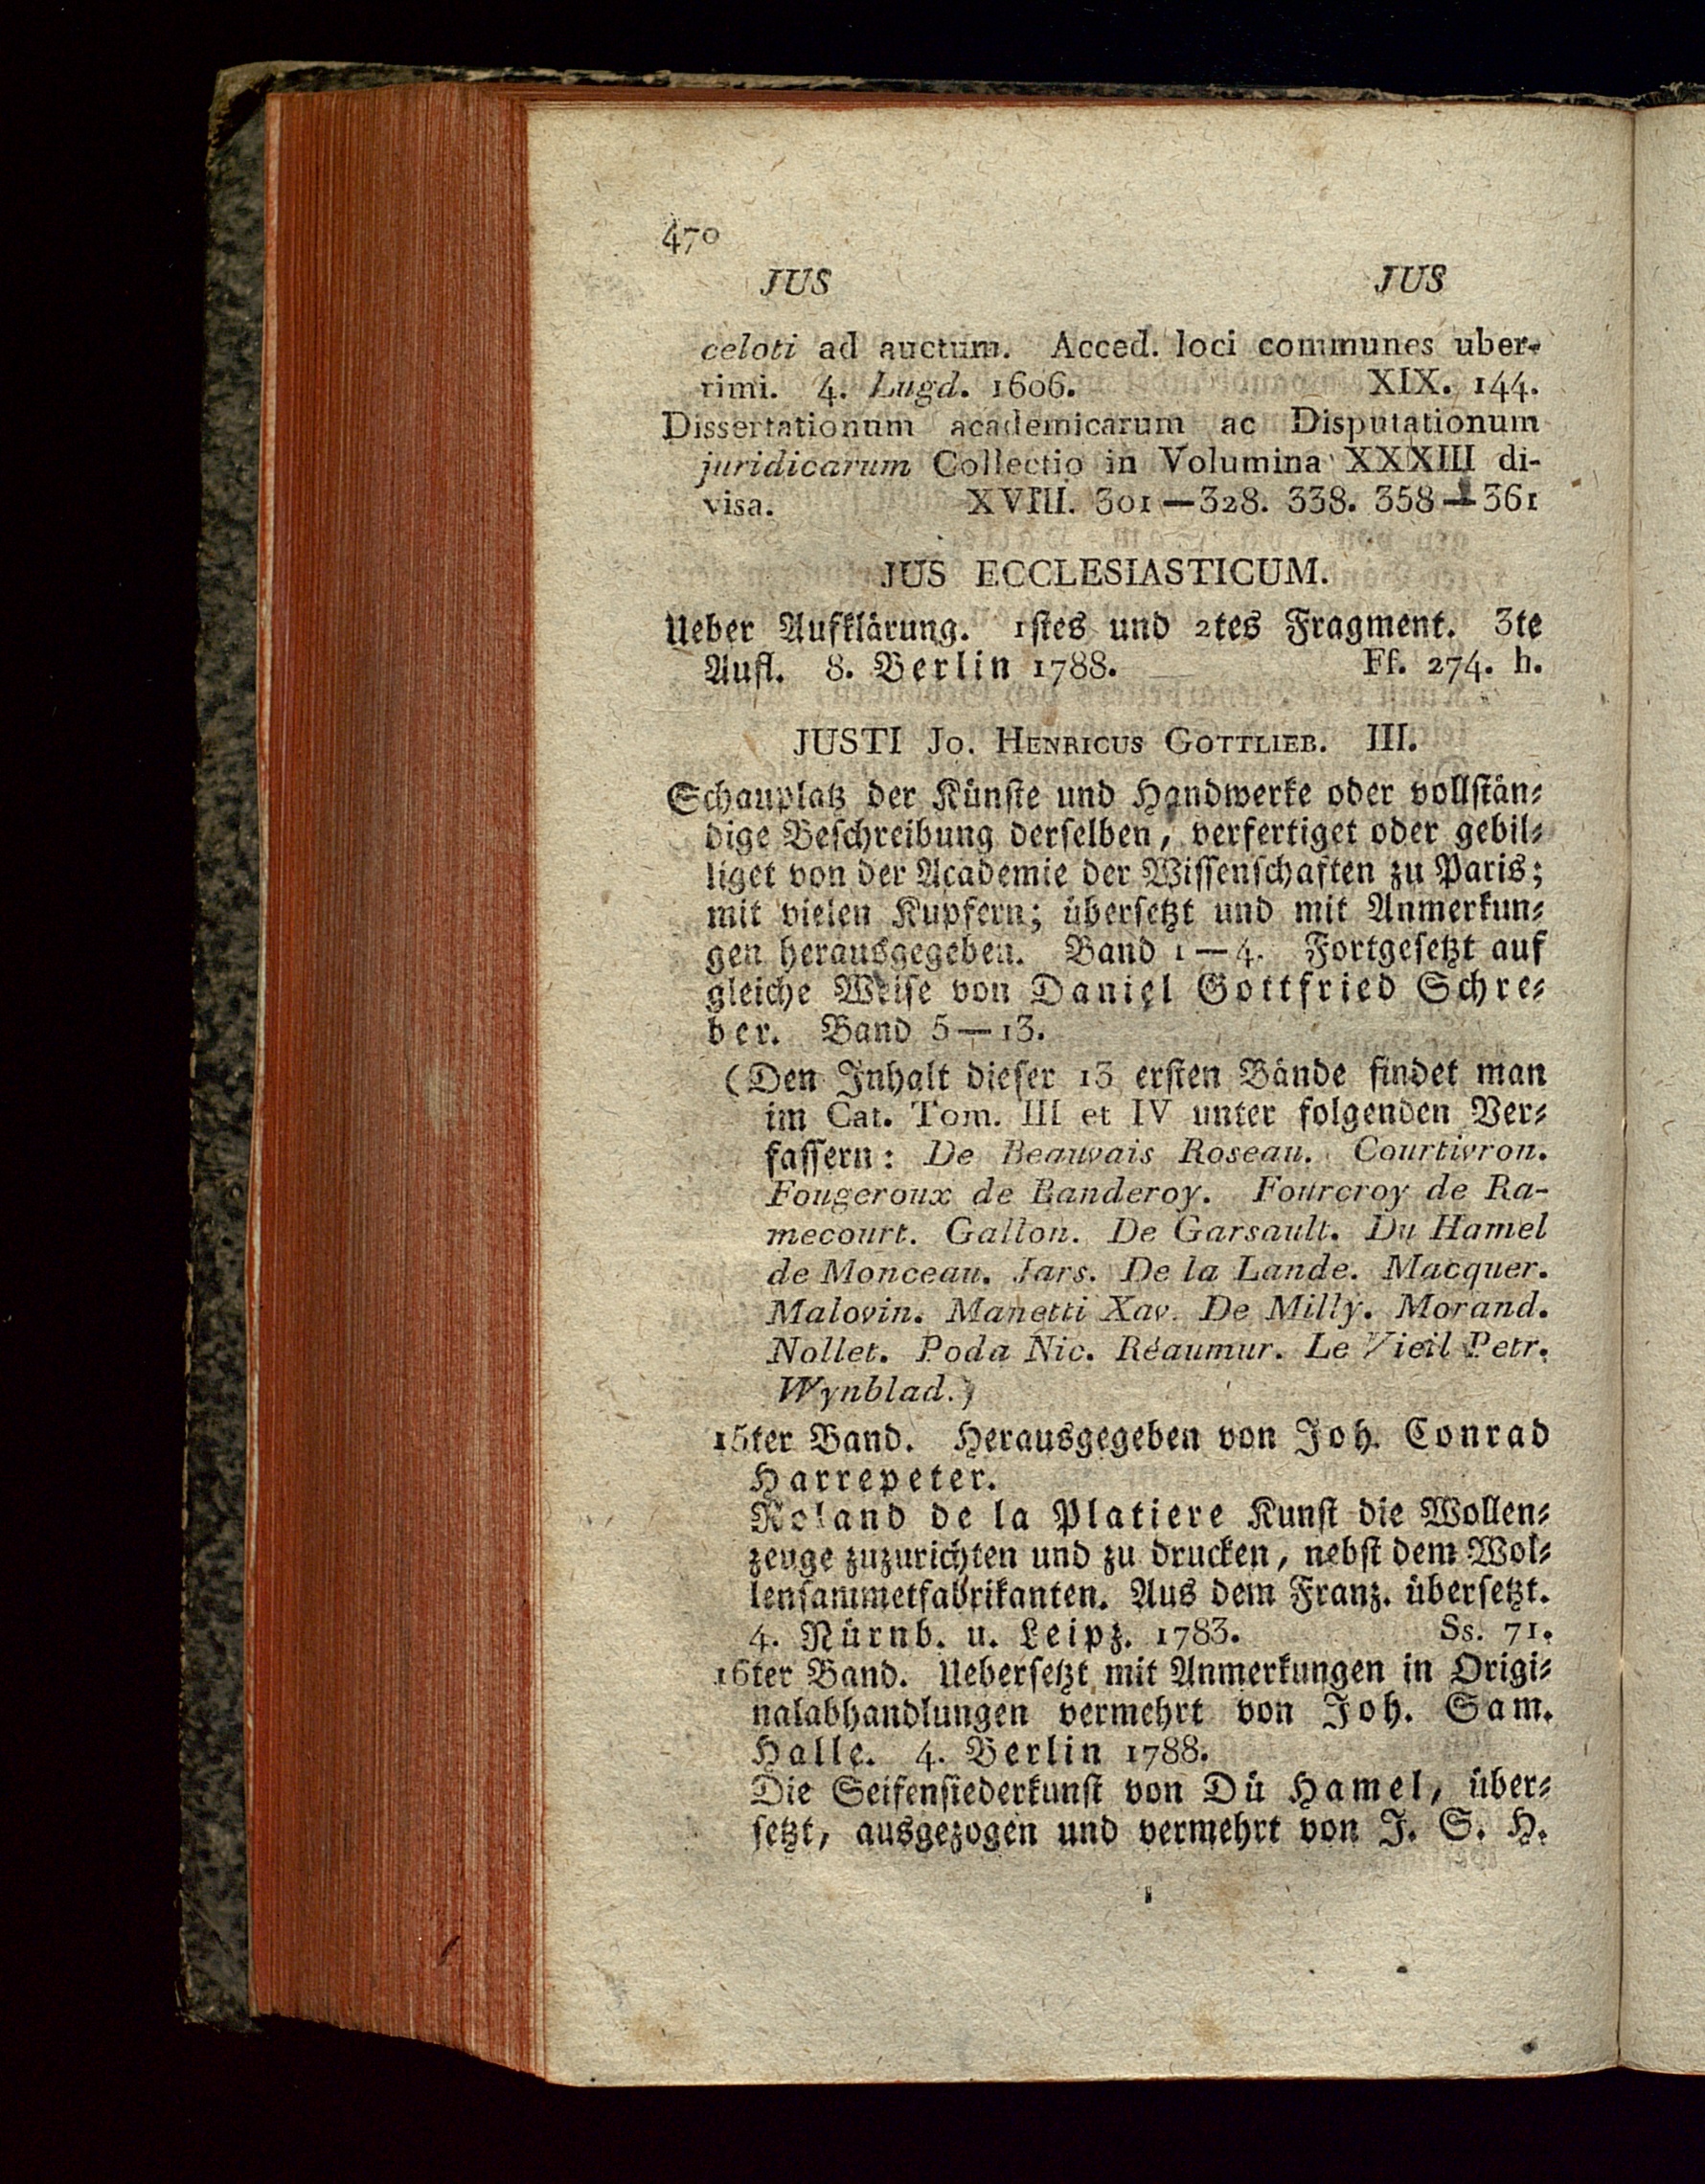 470
JUS JUS
celoti ad auctum. Acced. loci communes uber-
rimi. 4. Lugd. 1606. XIX. 144.
Dissertationum academicarum ac Disputationum
juridicarum Collectio in Volumina XXXIII di-
visa. XVIII. 301—328. 338. 358—361
JUS ECCLESIASTICUM.
Ueber Aufklärung. 1stes und 2tes Fragment. 3te
Aufl. 8. Berlin 1788. Ff. 274. h.
JUSTI Jo. Henricus Gottlieb. III.
Schauplatz der Künste und Handwerke oder vollstän-
dige Beschreibung derselben, verfertiget oder gebil-
liget von der Academie der Wissenschaften zu Paris;
mit vielen Kupfern; übersetzt und mit Anmerkun-
gen herausgegeben. Band 1—4. Fortgesetzt auf
gleiche Weise von Daniel Gottfried Schre-
ber. Band 5—13.
(Den Inhalt dieser 13 ersten Bände findet man
im Cat. Tom. III et IV unter folgenden Ver-
fassern: De Beauvais Roseau. Courtivron.
Fougeroux de Banderoy. Fourcroy de Ra-
mecourt. Gallon. De Garsault. Du Hamel
de Monceau. Jars. De la Lande. Macquer.
Malovin. Manetti Xav. De Milly. Morand.
Nollet. Poda Nic. Réaumur. Le Vieil Petr.
Wynblad.)
15ter Band. Herausgegeben von Joh. Conrad
Harrepeter.
Roland de la Platiere Kunst die Wollen-
zeuge zuzurichten und zu drucken, nebst dem Wol-
lensammetfabrikanten. Aus dem Franz. übersetzt.
4. Nürnb. u. Leipz. 1783. Ss. 71.
16ter Band. Uebersetzt mit Anmerkungen in Origi-
nalabhandlungen vermehrt von Joh. Sam.
Halle. 4. Berlin 1788.
Die Seifensiederkunst von Dü Hamel, über-
setzt, ausgezogen und vermehrt von J. S. H.